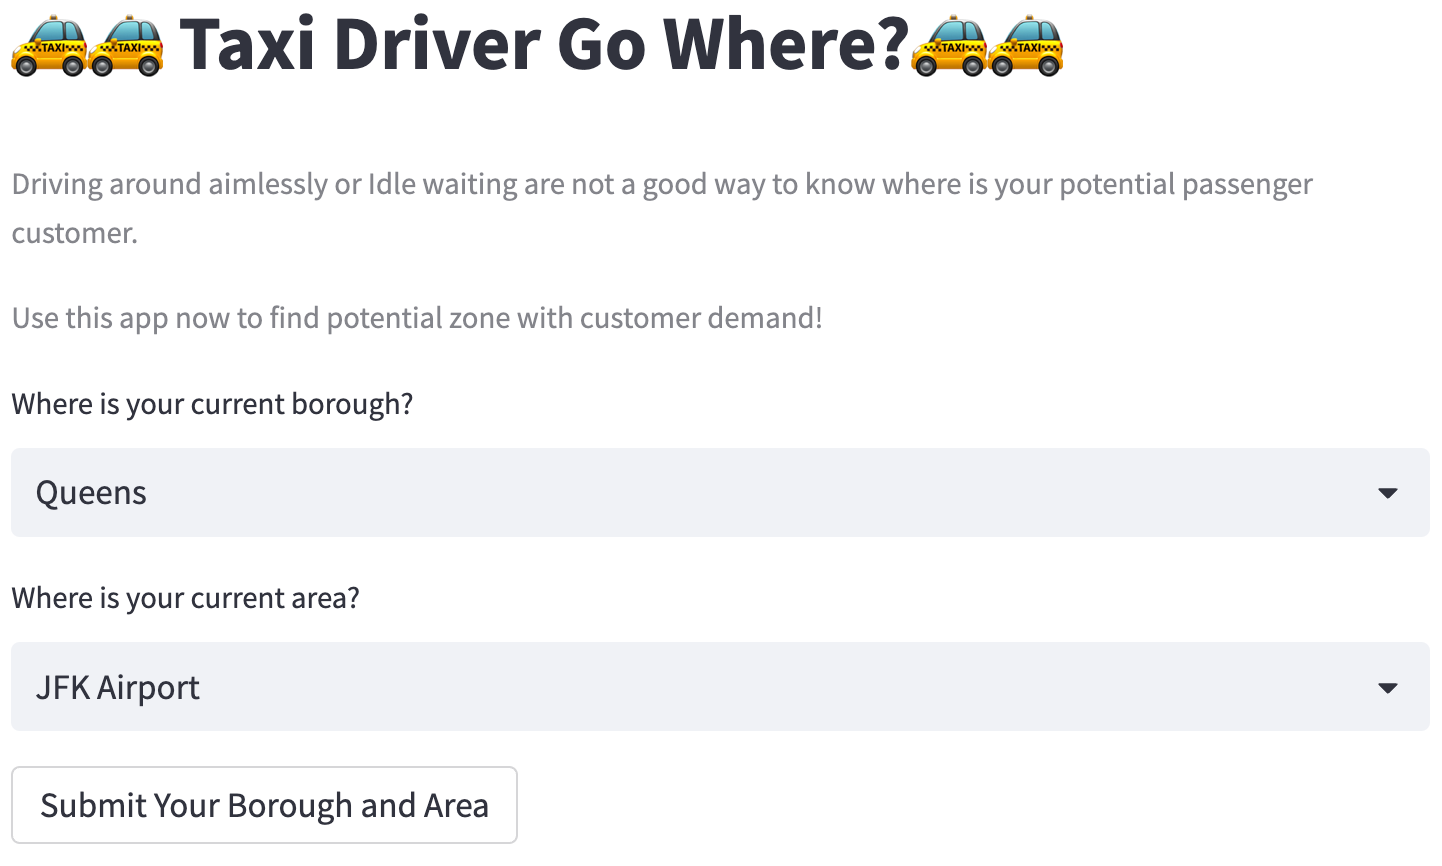 Taxi Driver Go Where?
Driving around aimlessly or Idle waiting are not a good way to know where is your potential passenger
customer.
Use this app now to find potential zone with customer demand!
Where is your current borough?
Queens
Where is your current area?
JFK Airport
Submit Your Borough and Area